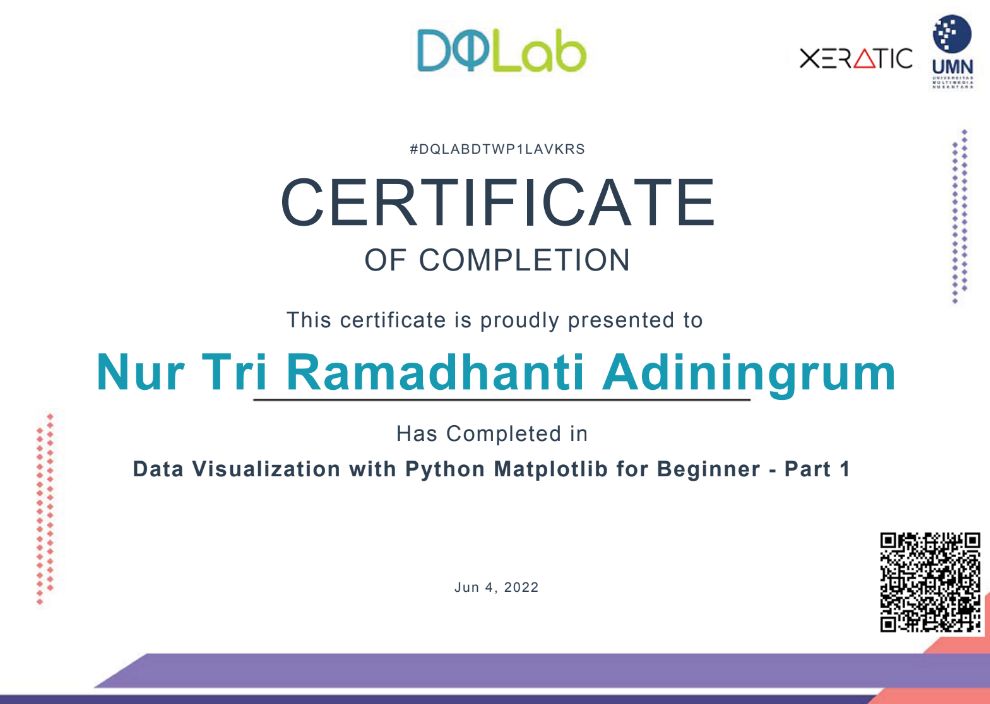 DQLab
XERATIC
UMN
UNIVERSITAS
MULTIMEDIA
NUSANTARA
#DQLABDTWP1LAVKRS
CERTIFICATE
OF COMPLETION
This certificate is proudly presented to
Nur Tri Ramadhanti Adiningrum
Has Completed in
Data Visualization with Python Matplotlib for Beginner - Part 1
Jun 4, 2022